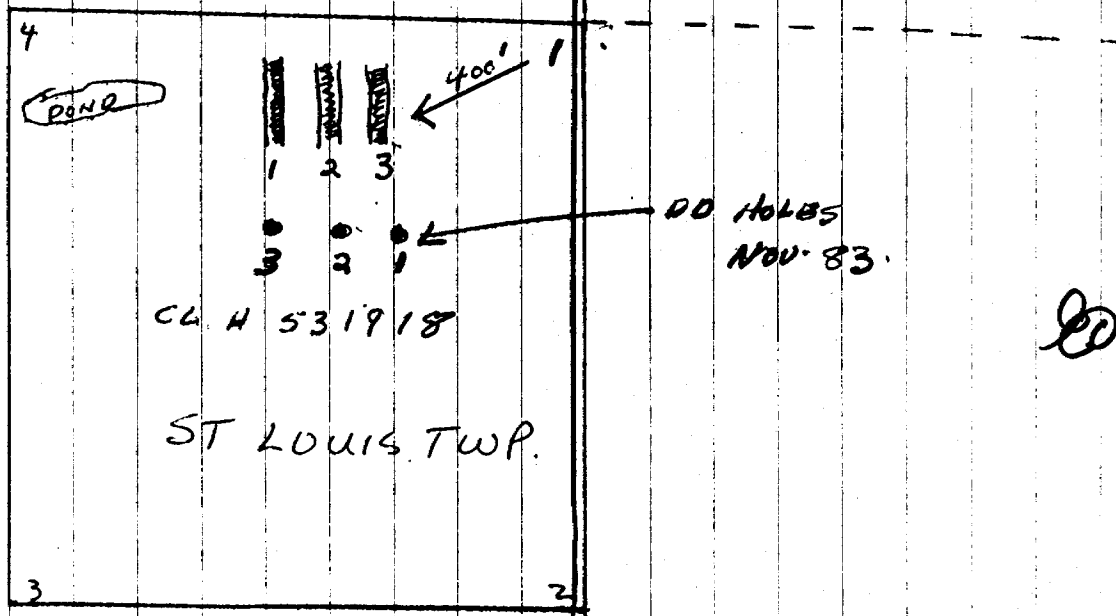 4
400' 1
POND
1 2 3
DD HOLES
NOV. 83.
3 2 1
CL # 531918
ST LOUIS TWP.
3 2